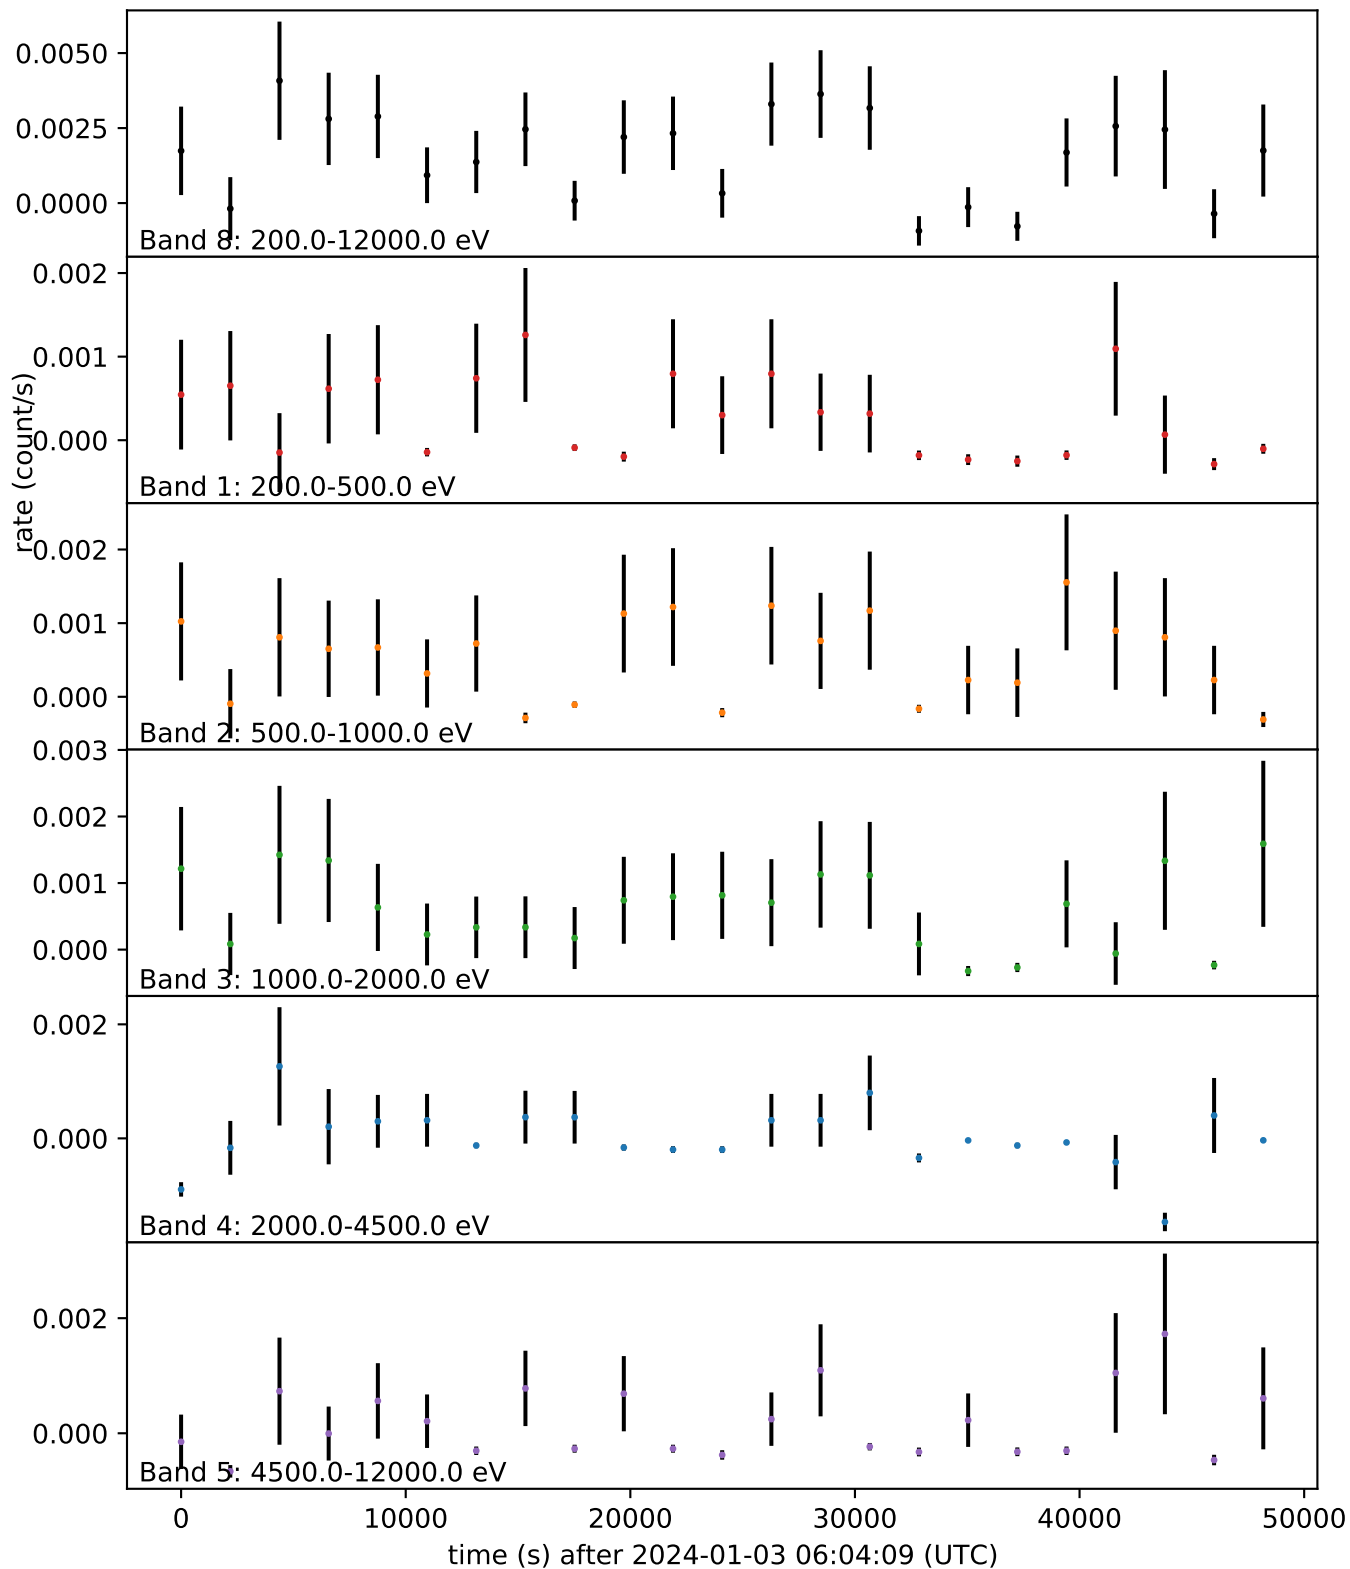 rate (count/s)
0.0050
0.0025
0.0000
Band 8: 200.0-12000.0 eV
0.002
0.001
0.000
Band 1: 200.0-500.0 eV
0.002
0.001
0.000
Band 2: 500.0-1000.0 eV
0.003
0.002
0.001
0.000
Band 3: 1000.0-2000.0 eV
0.002
0.000
Band 4: 2000.0-4500.0 eV
0.002
0.000
Band 5: 4500.0-12000.0 eV
0 10000 20000 30000 40000 50000
time (s) after 2024-01-03 06:04:09 (UTC)